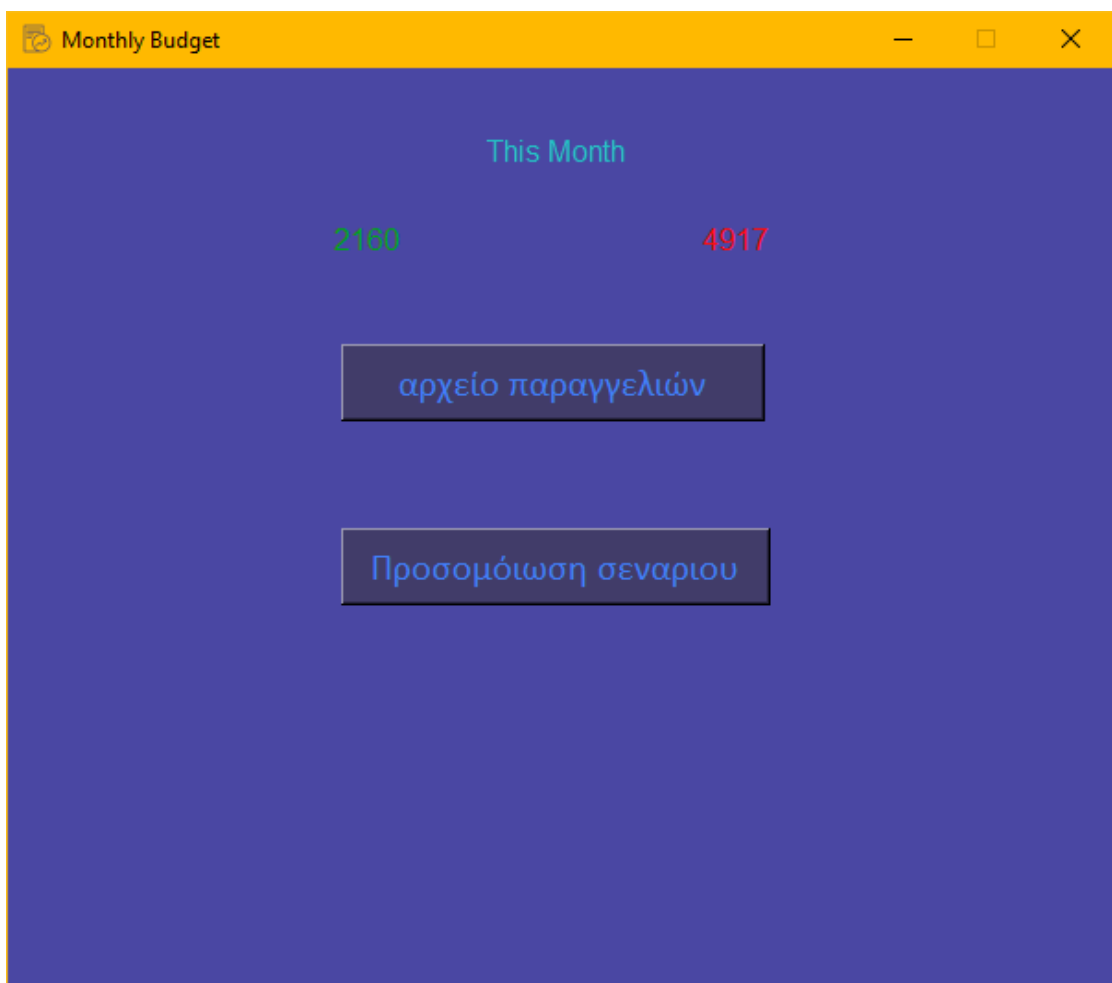 Monthly Budget
This Month
2160 4917
αρχείο παραγγελιών
Προσομόιωση σεναριου